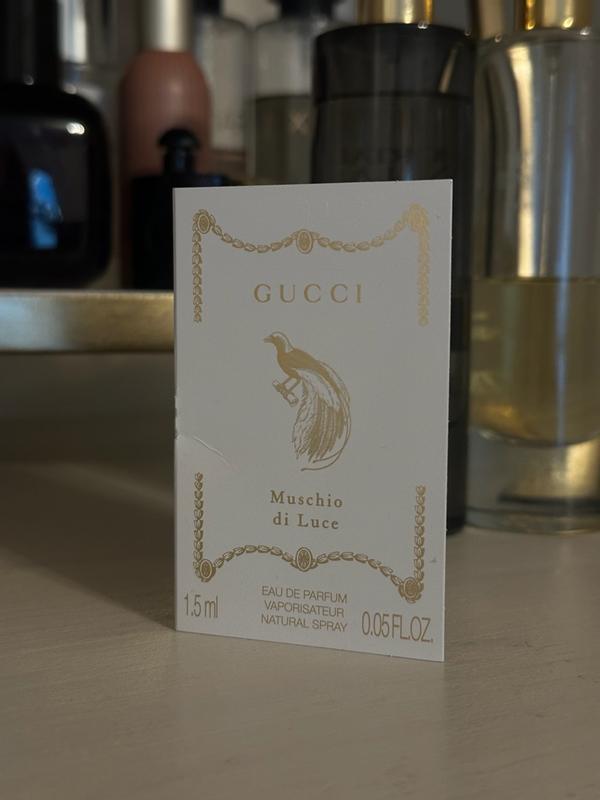 GUCCI
Muschio
di Luce
1.5 ml
EAU DE PARFUM
VAPORISATEUR
NATURAL SPRAY
0.05 FL.OZ.